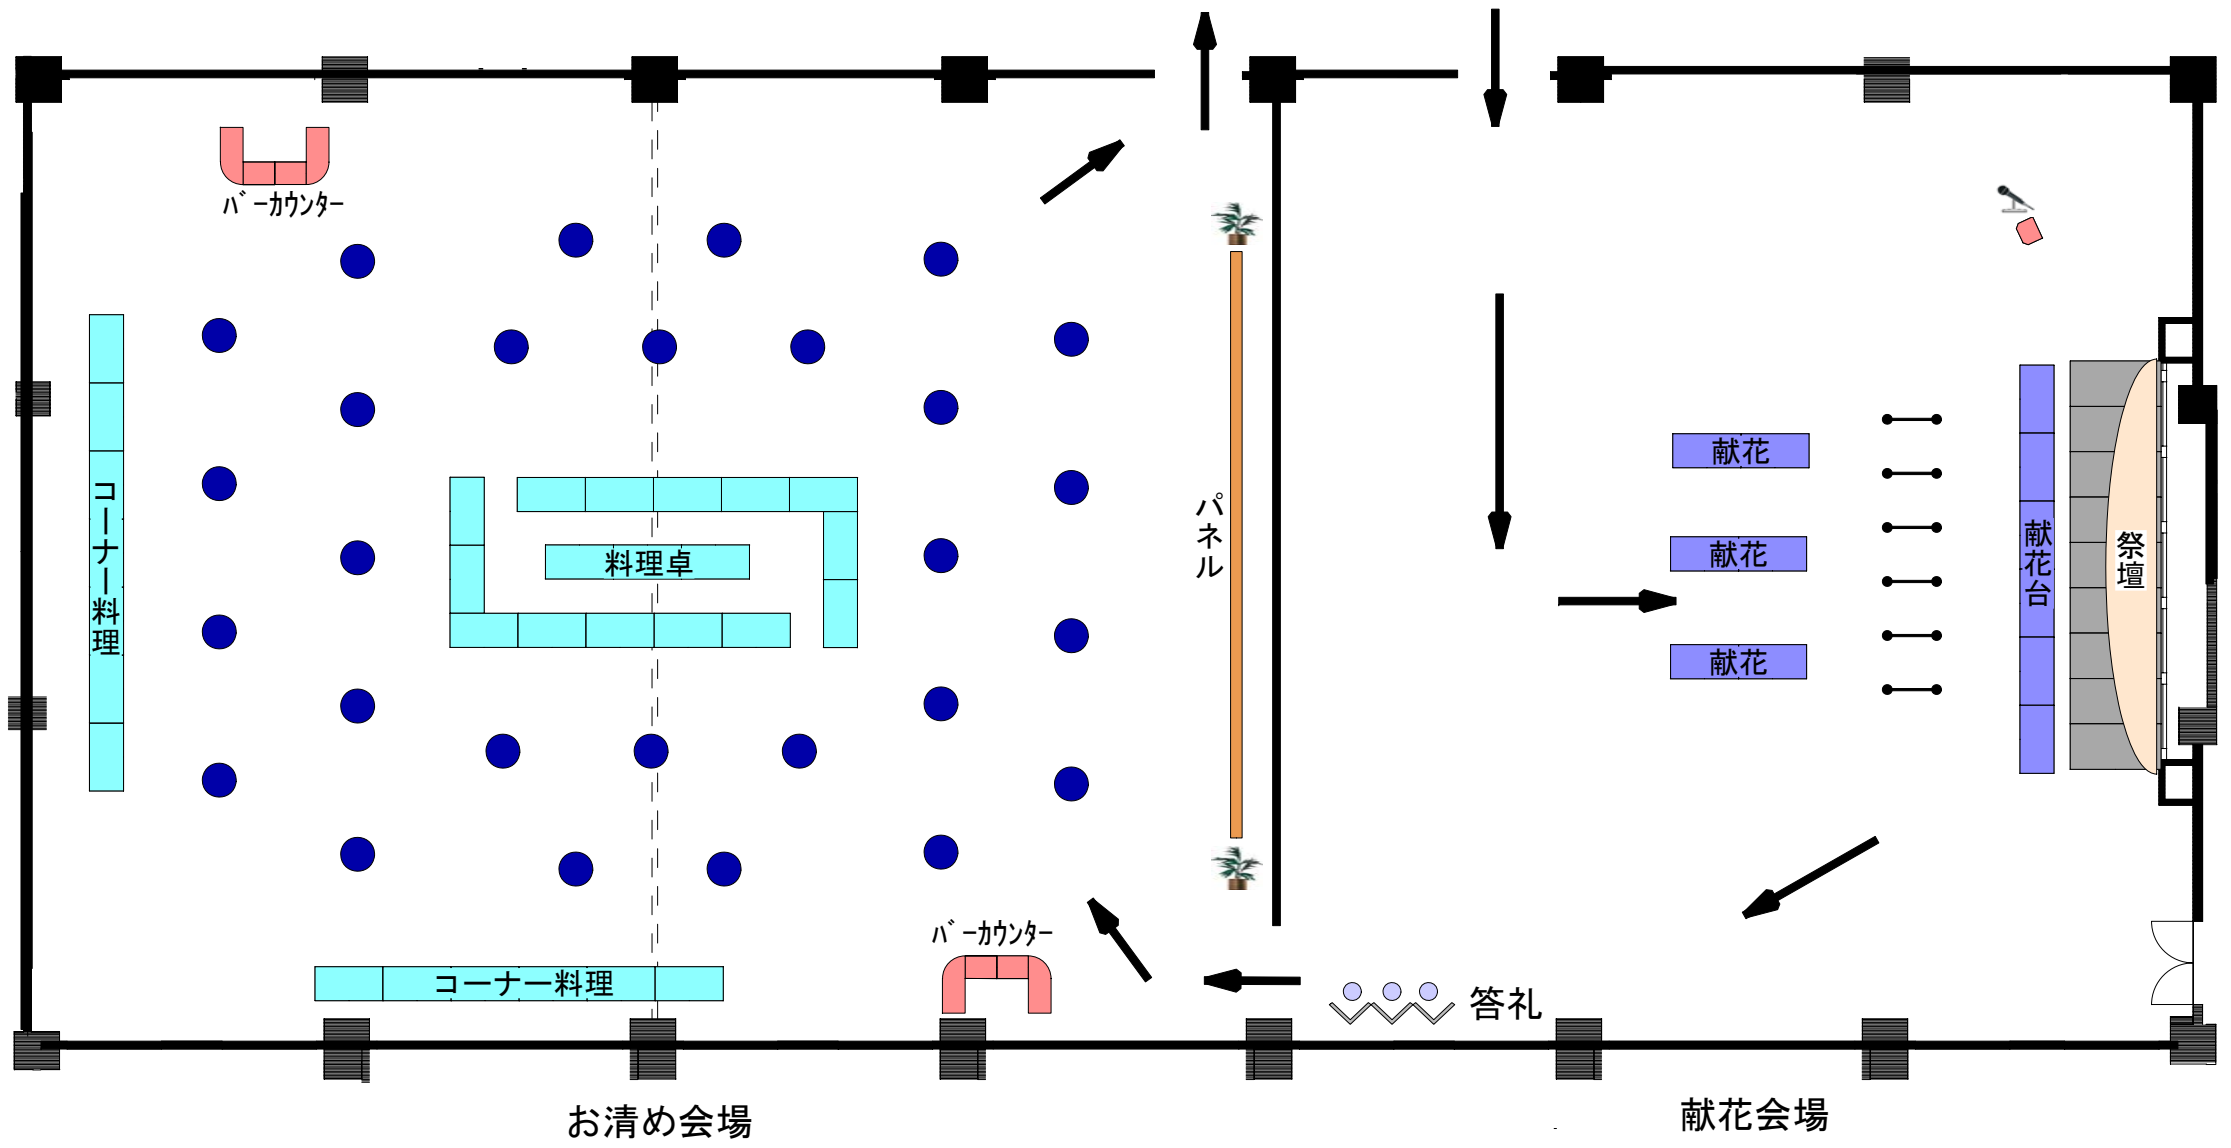 バーカウンター
コーナー料理
料理卓
パネル
献花
献花
献花
献花台
祭壇
バーカウンター
コーナー料理
答礼
お清め会場
献花会場